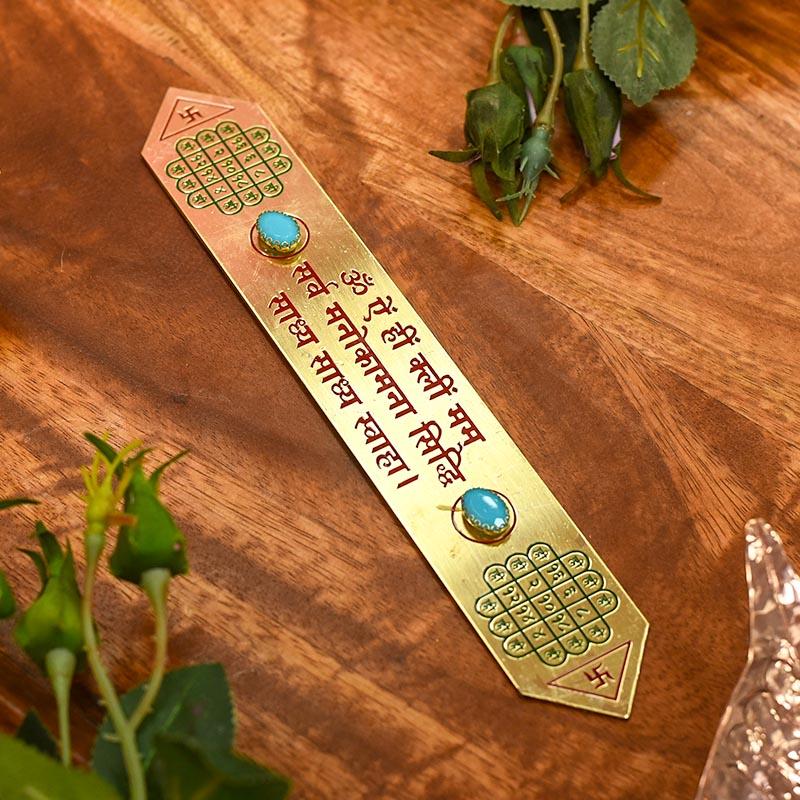 ॐ ऐं ह्रीं क्लीं मम
सर्व मनोकामना सिद्धि
साध्य साध्य स्वाहा।